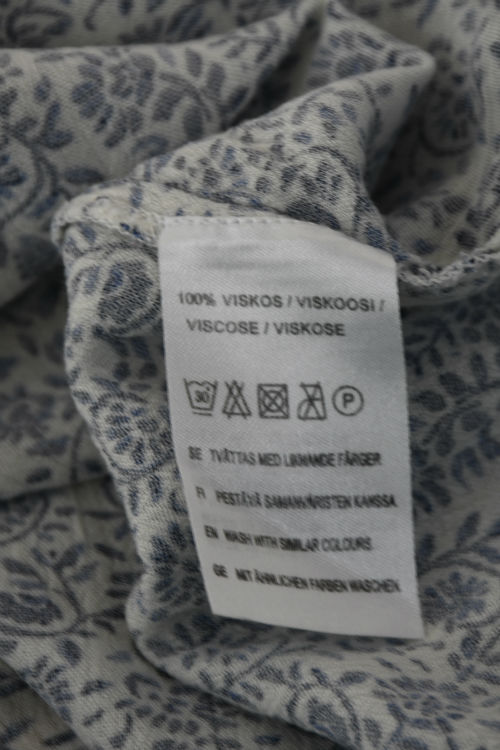 100% VISKOS / VISKOOSI /
VISCOSE / VISKOSE
30 P
SE TVÄTTAS MED LIKNANDE FÄRGER
FI PESTÄVÄ SAMANVÄRISTEN KANSSA
EN WASH WITH SIMILAR COLOURS
GE MIT ÄHNLICHEN FARBEN WASCHEN